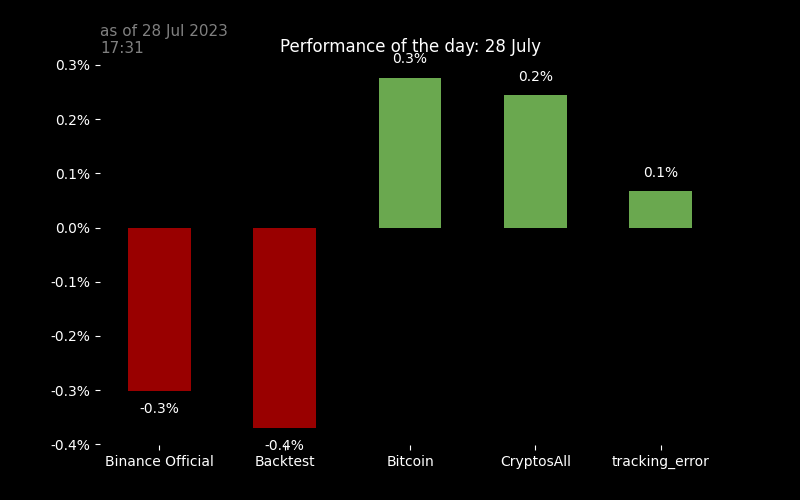 as of 28 Jul 2023
17:31
Performance of the day: 28 July
0.3%
0.2%
0.1%
0.0%
-0.1%
-0.2%
-0.3%
-0.4%
-0.3%
-0.4%
0.3%
0.2%
0.1%
Binance Official
Backtest
Bitcoin
CryptosAll
tracking_error